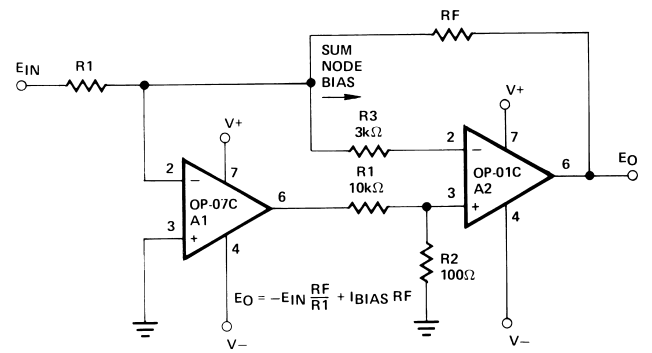 RF
SUM
NODE
BIAS
EIN
R1
V+
V+
R3
3kΩ
7
2
−
6
EO
OP-01C
A2
R1
10kΩ
2
−
7
OP-07C
A1
6
3
+
4
3
+
4
R2
100Ω
EO = −EIN RF/R1 + IBIAS RF
V−
V−